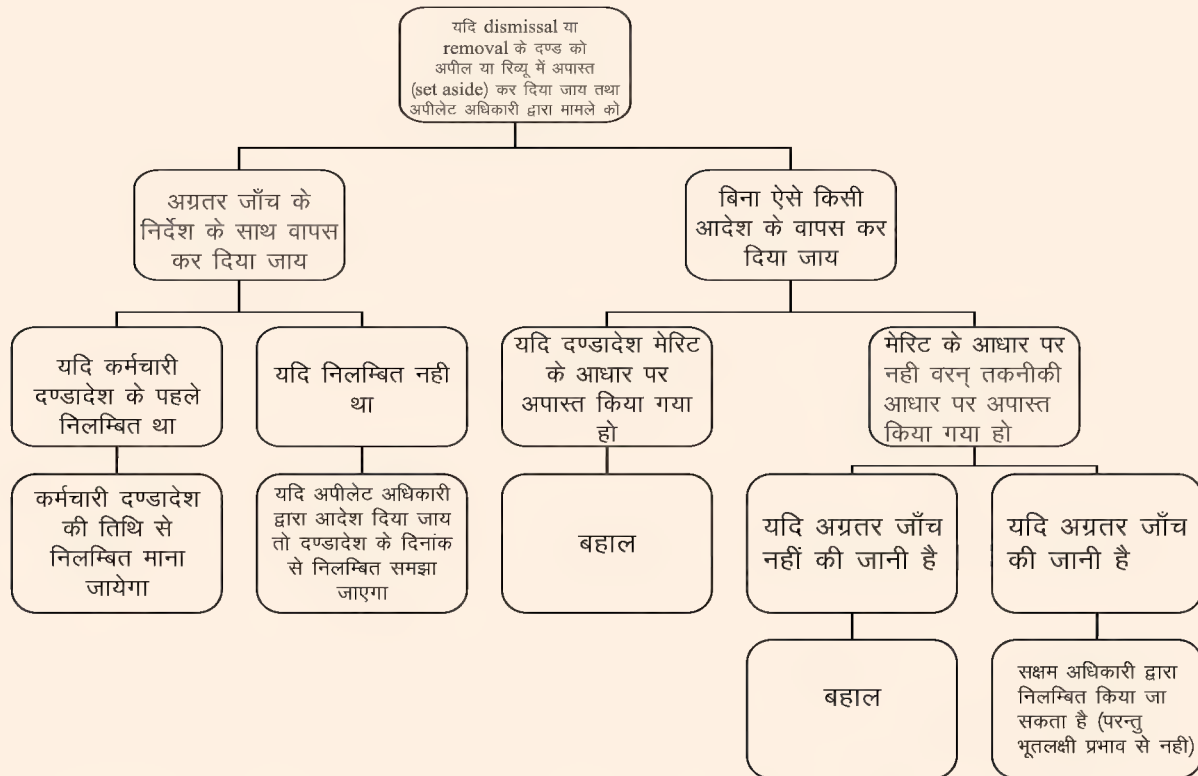 यदि dismissal या
removal के दण्ड को
अपील या रिव्यू में अपास्त
(set aside) कर दिया जाय तथा
अपीलेट अधिकारी द्वारा मामले को
अग्रतर जाँच के
निर्देश के साथ वापस
कर दिया जाय
बिना ऐसे किसी
आदेश के वापस कर
दिया जाय
यदि कर्मचारी
दण्डादेश के पहले
निलम्बित था
यदि निलम्बित नही
था
यदि दण्डादेश मेरिट
के आधार पर
अपास्त किया गया
हो
मेरिट के आधार पर
नही वरन् तकनीकी
आधार पर अपास्त
किया गया हो
कर्मचारी दण्डादेश
की तिथि से
निलम्बित माना
जायेगा
यदि अपीलेट अधिकारी
द्वारा आदेश दिया जाय
तो दण्डादेश के दिनांक
से निलम्बित समझा
जाएगा
बहाल
यदि अग्रतर जाँच
नहीं की जानी है
यदि अग्रतर जाँच
की जानी है
बहाल
सक्षम अधिकारी द्वारा
निलम्बित किया जा
सकता है (परन्तु
भूतलक्षी प्रभाव से नही)